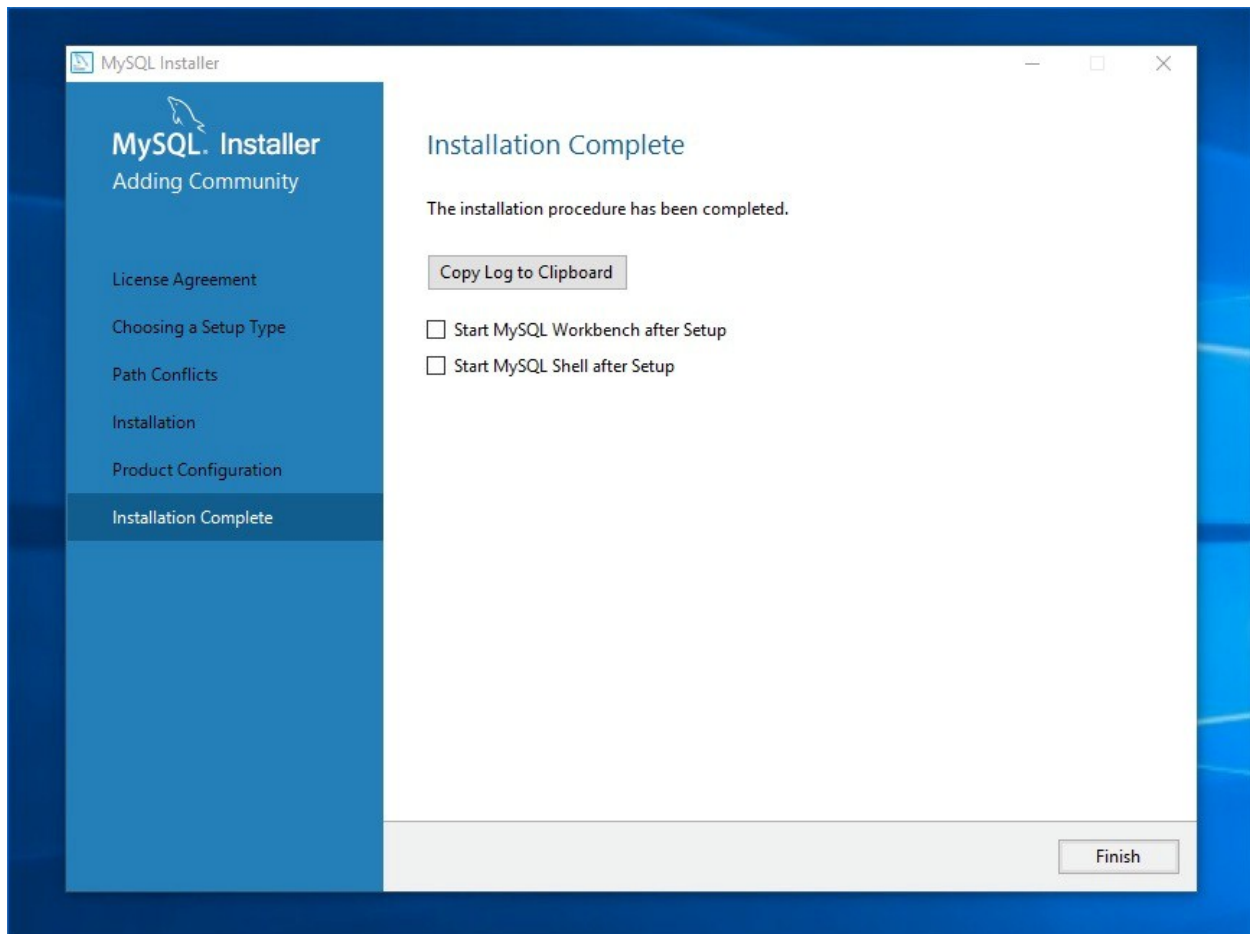 MySQL Installer
MySQL. Installer
Adding Community
License Agreement
Choosing a Setup Type
Path Conflicts
Installation
Product Configuration
Installation Complete
Installation Complete
The installation procedure has been completed.
Copy Log to Clipboard
Start MySQL Workbench after Setup
Start MySQL Shell after Setup
Finish